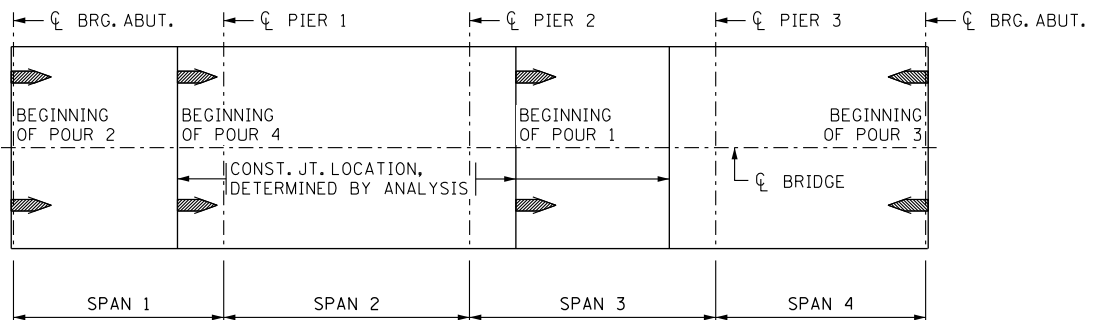 ℄ BRG. ABUT.
℄ PIER 1
℄ PIER 2
℄ PIER 3
℄ BRG. ABUT.
BEGINNING
OF POUR 2
BEGINNING
OF POUR 4
BEGINNING
OF POUR 1
BEGINNING
OF POUR 3
CONST. JT. LOCATION,
DETERMINED BY ANALYSIS
℄ BRIDGE
SPAN 1
SPAN 2
SPAN 3
SPAN 4